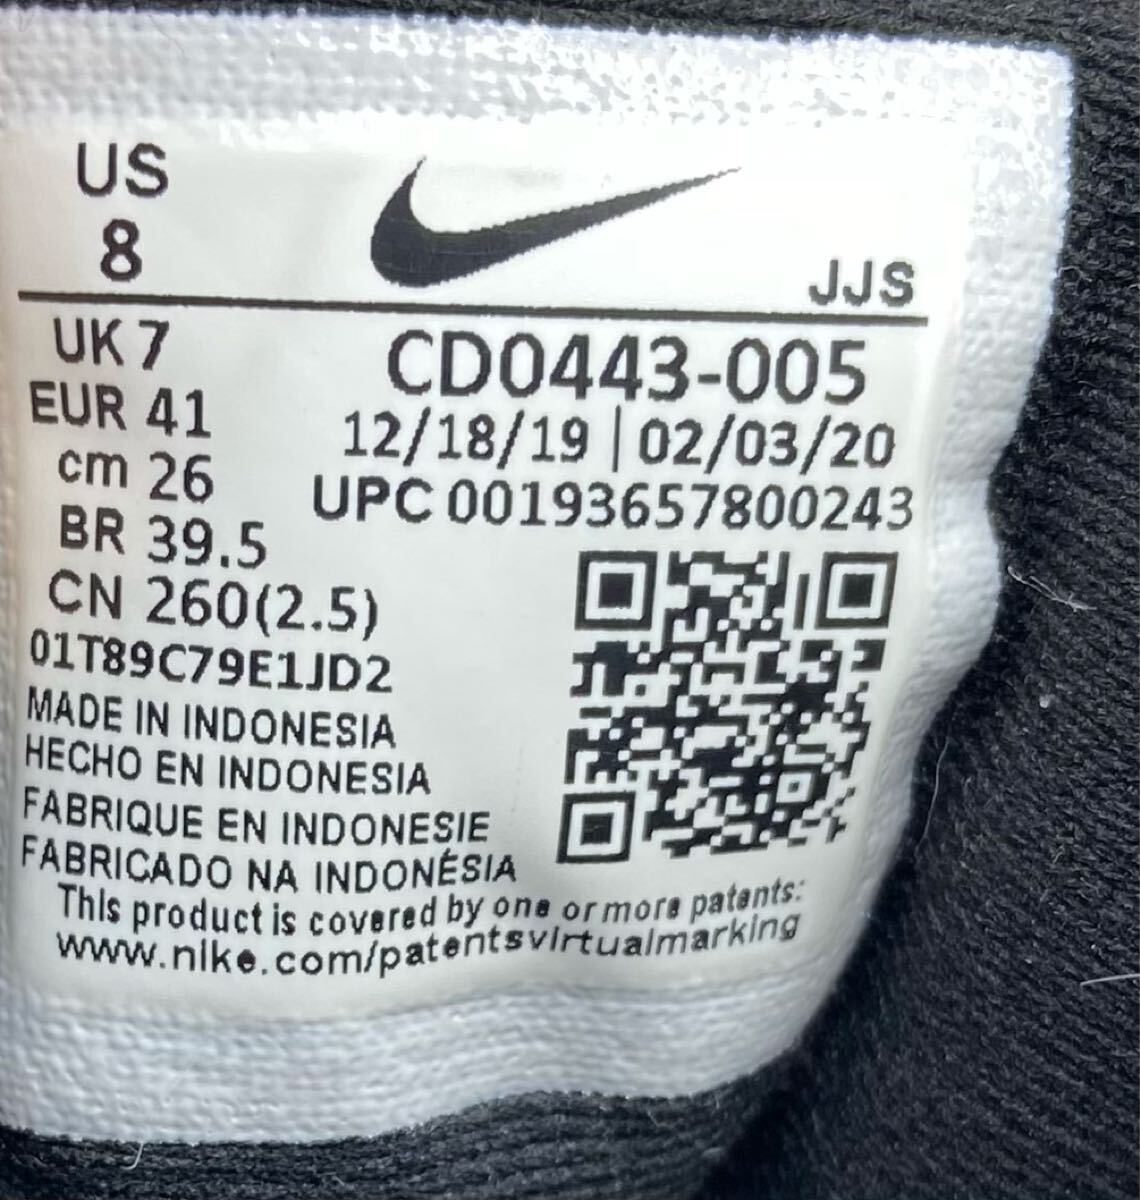 US
8
JJS
UK 7
EUR 41
cm 26
BR 39.5
CN 260(2.5)
CD0443-005
12/18/19 | 02/03/20
UPC 00193657800243
01T89C79E1JD2
MADE IN INDONESIA
HECHO EN INDONESIA
FABRIQUE EN INDONESIE
FABRICADO NA INDONÉSIA
This product is covered by one or more patents:
www.nike.com/patentsvirtualmarking